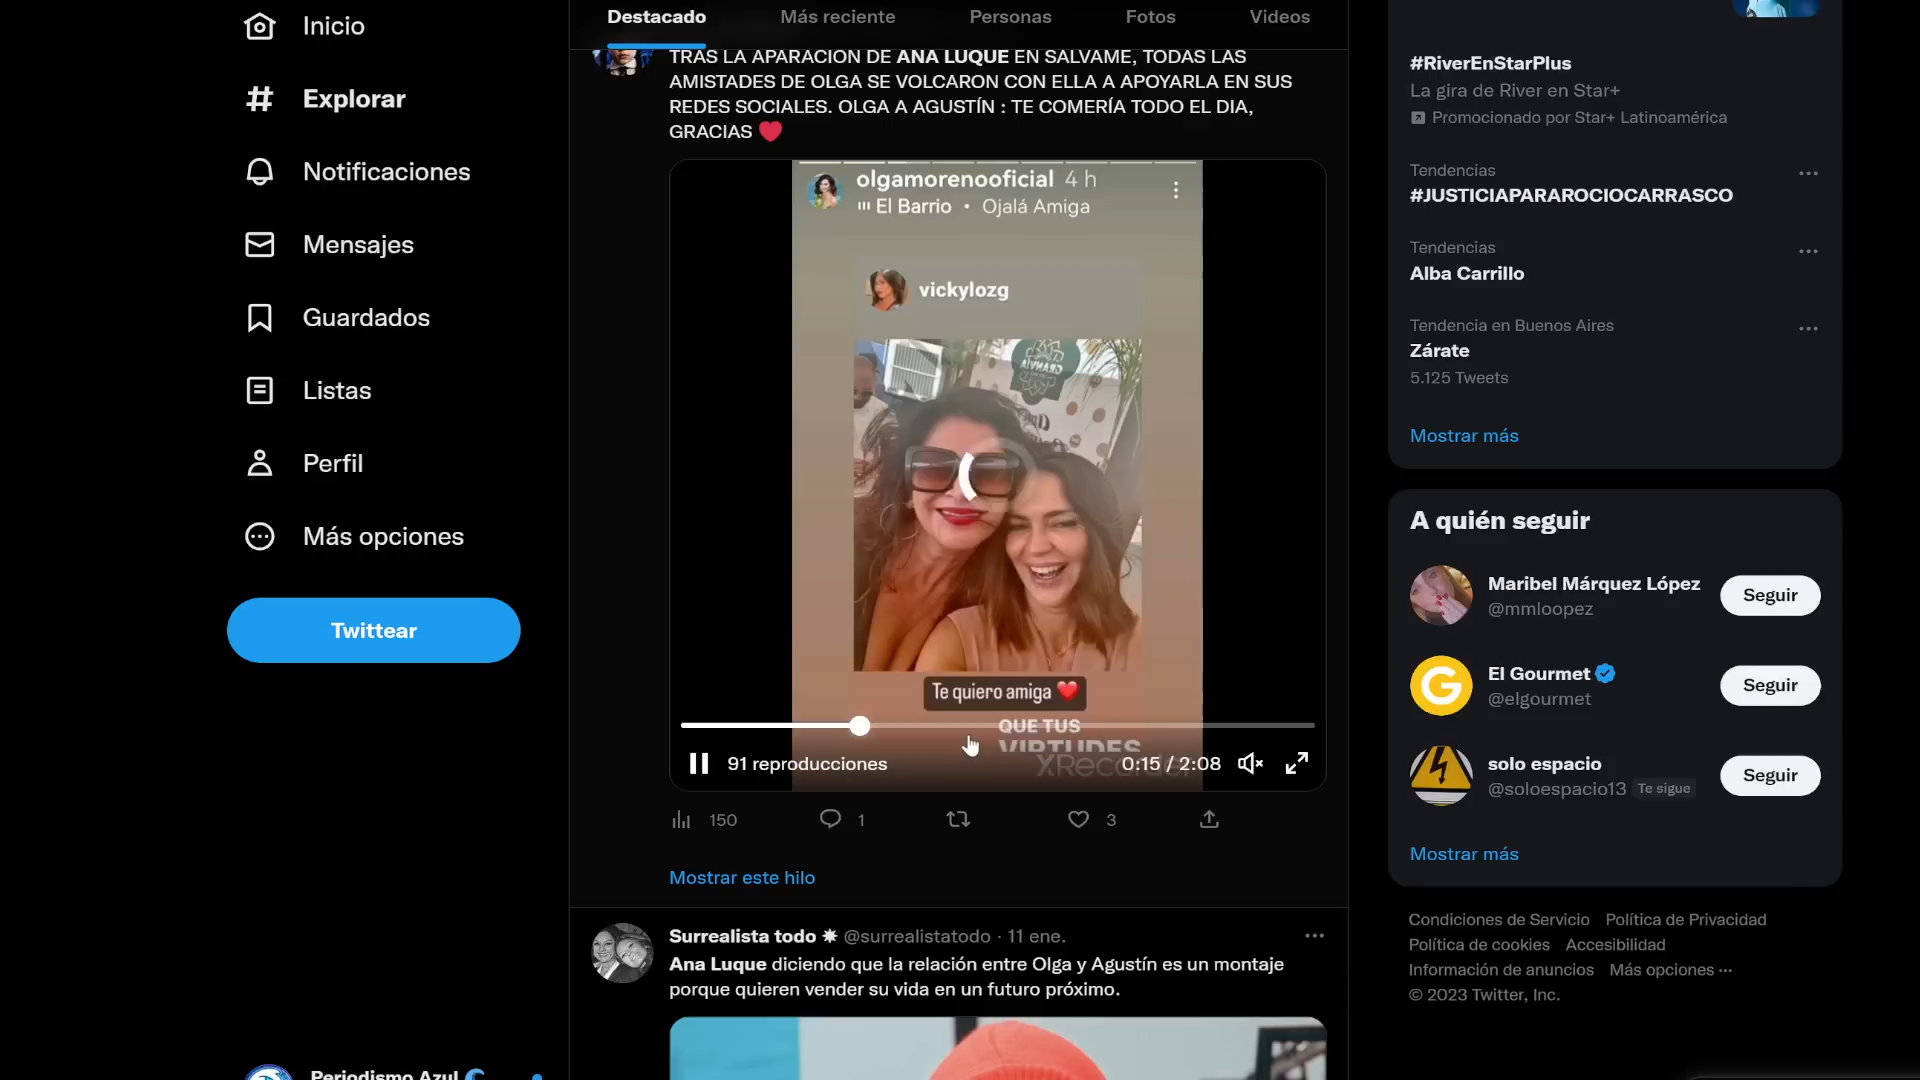 Inicio
Explorar
Notificaciones
Mensajes
Guardados
Listas
Perfil
Más opciones
Twittear
Periodismo Azul
Destacado
Más reciente
Personas
Fotos
Videos
TRAS LA APARACION DE ANA LUQUE EN SALVAME, TODAS LAS
AMISTADES DE OLGA SE VOLCARON CON ELLA A APOYARLA EN SUS
REDES SOCIALES. OLGA A AGUSTÍN : TE COMERÍA TODO EL DIA,
GRACIAS ❤️
olgamorenooficial 4 h
El Barrio • Ojalá Amiga
vickylozg
GRANVIA
Te quiero amiga ❤️
QUE TUS
VIRTUDES
XRecorder
91 reproducciones
0:15 / 2:08
150
1
3
Mostrar este hilo
Surrealista todo ✸ @surrealistatodo · 11 ene.
Ana Luque diciendo que la relación entre Olga y Agustín es un montaje
porque quieren vender su vida en un futuro próximo.
#RiverEnStarPlus
La gira de River en Star+
Promocionado por Star+ Latinoamérica
Tendencias
#JUSTICIAPARAROCIOCARRASCO
Tendencias
Alba Carrillo
Tendencia en Buenos Aires
Zárate
5.125 Tweets
Mostrar más
A quién seguir
Maribel Márquez López
@mmloopez
Seguir
El Gourmet
@elgourmet
Seguir
solo espacio
@soloespacio13 Te sigue
Seguir
Mostrar más
Condiciones de Servicio Política de Privacidad
Política de cookies Accesibilidad
Información de anuncios Más opciones ···
© 2023 Twitter, Inc.